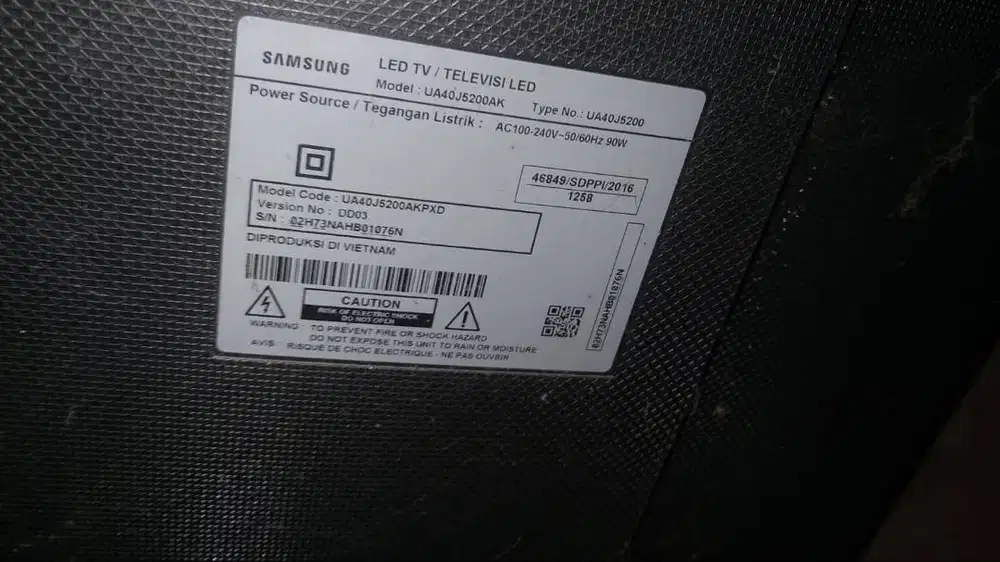 SAMSUNG
LED TV / TELEVISI LED
Model : UA40J5200AK Type No.: UA40J5200
Power Source / Tegangan Listrik : AC100-240V~50/60Hz 90W
46849/SDPPI/2016
1258
Model Code : UA40J5200AKPXD
Version No : DD03
S/N : 02H73NAHB01076N
DIPRODUKSI DI VIETNAM
CAUTION
RISK OF ELECTRIC SHOCK
DO NOT OPEN
WARNING : TO PREVENT FIRE OR SHOCK HAZARD
DO NOT EXPOSE THIS UNIT TO RAIN OR MOISTURE
AVIS : RISQUE DE CHOC ELECTRIQUE - NE PAS OUVRIR
02H73NAHB01076N